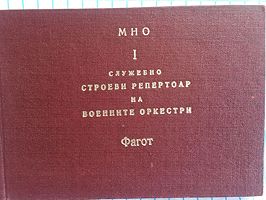 МНО
I
СЛУЖЕБНО
СТРОЕВИ РЕПЕРТОАР
НА
ВОЕННИТЕ ОРКЕСТРИ
Фагот